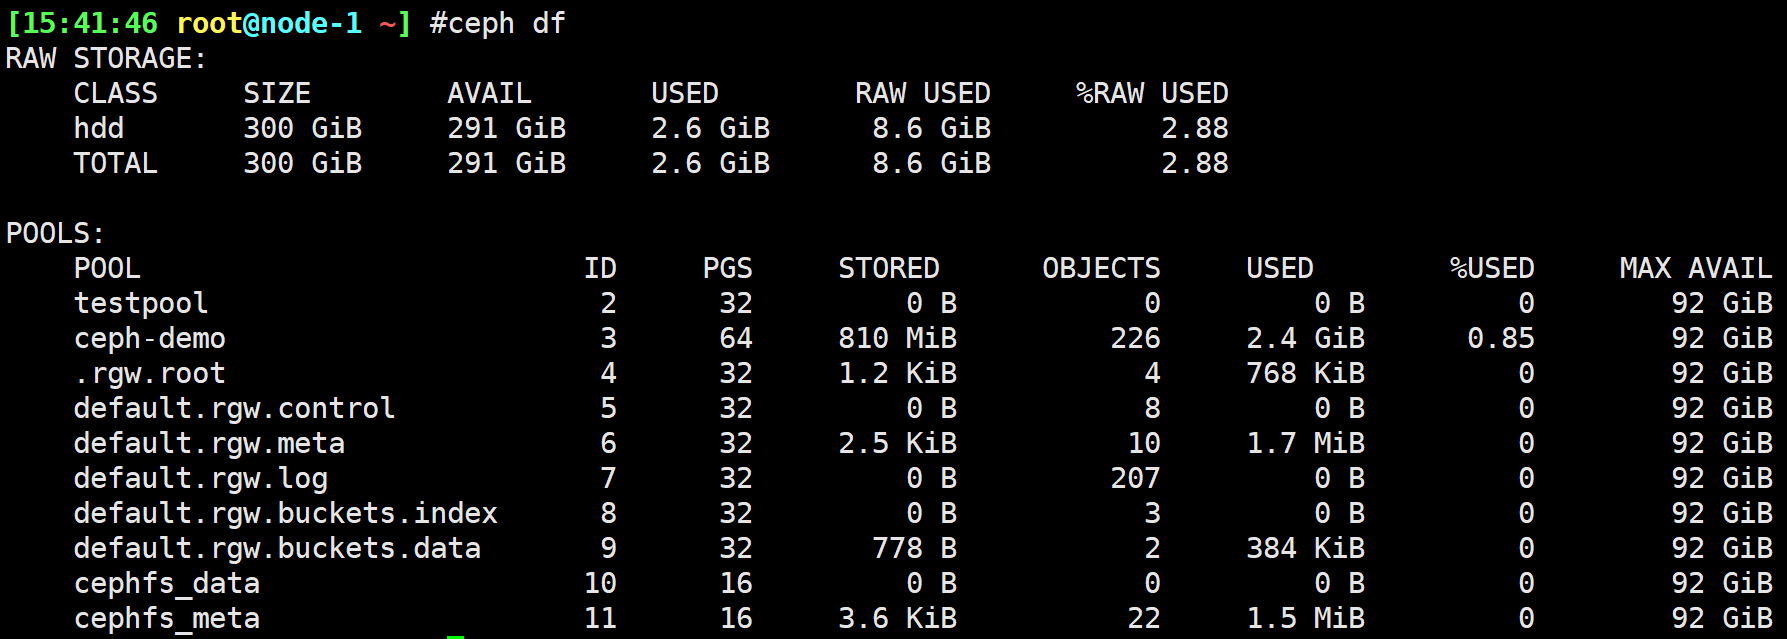 [15:41:46 root@node-1 ~] #ceph df
RAW STORAGE:
    CLASS     SIZE        AVAIL       USED        RAW USED     %RAW USED
    hdd       300 GiB     291 GiB     2.6 GiB      8.6 GiB          2.88
    TOTAL     300 GiB     291 GiB     2.6 GiB      8.6 GiB          2.88

POOLS:
    POOL                          ID     PGS     STORED      OBJECTS     USED        %USED     MAX AVAIL
    testpool                       2      32         0 B           0         0 B         0        92 GiB
    ceph-demo                      3      64     810 MiB         226     2.4 GiB      0.85        92 GiB
    .rgw.root                      4      32     1.2 KiB           4     768 KiB         0        92 GiB
    default.rgw.control            5      32         0 B           8         0 B         0        92 GiB
    default.rgw.meta               6      32     2.5 KiB          10     1.7 MiB         0        92 GiB
    default.rgw.log                7      32         0 B         207         0 B         0        92 GiB
    default.rgw.buckets.index      8      32         0 B           3         0 B         0        92 GiB
    default.rgw.buckets.data       9      32       778 B           2     384 KiB         0        92 GiB
    cephfs_data                   10      16         0 B           0         0 B         0        92 GiB
    cephfs_meta                   11      16     3.6 KiB          22     1.5 MiB         0        92 GiB